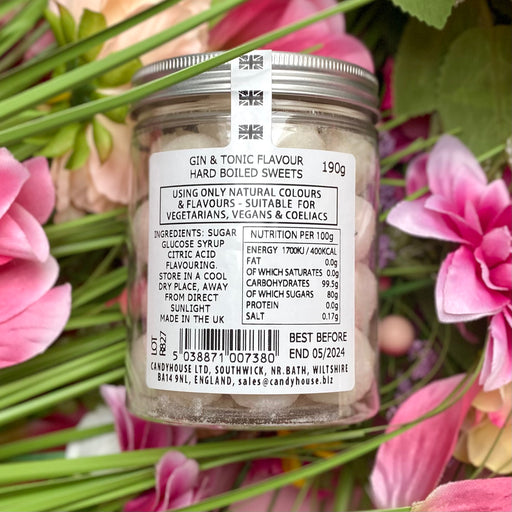 GIN & TONIC FLAVOUR
HARD BOILED SWEETS
190g
USING ONLY NATURAL COLOURS
& FLAVOURS - SUITABLE FOR
VEGETARIANS, VEGANS & COELIACS
INGREDIENTS: SUGAR
GLUCOSE SYRUP
CITRIC ACID
FLAVOURING.
STORE IN A COOL
DRY PLACE, AWAY
FROM DIRECT
SUNLIGHT
MADE IN THE UK
NUTRITION PER 100g
ENERGY 1700KJ / 400KCAL
FAT 0.0g
OF WHICH SATURATES 0.0g
CARBOHYDRATES 99.5g
OF WHICH SUGARS 80g
PROTEIN 0.0g
SALT 0.17g
LOT
R827
5 038871 007380
BEST BEFORE
END 05/2024
CANDYHOUSE LTD, SOUTHWICK, NR.BATH, WILTSHIRE
BA14 9NL, ENGLAND, sales@candyhouse.biz